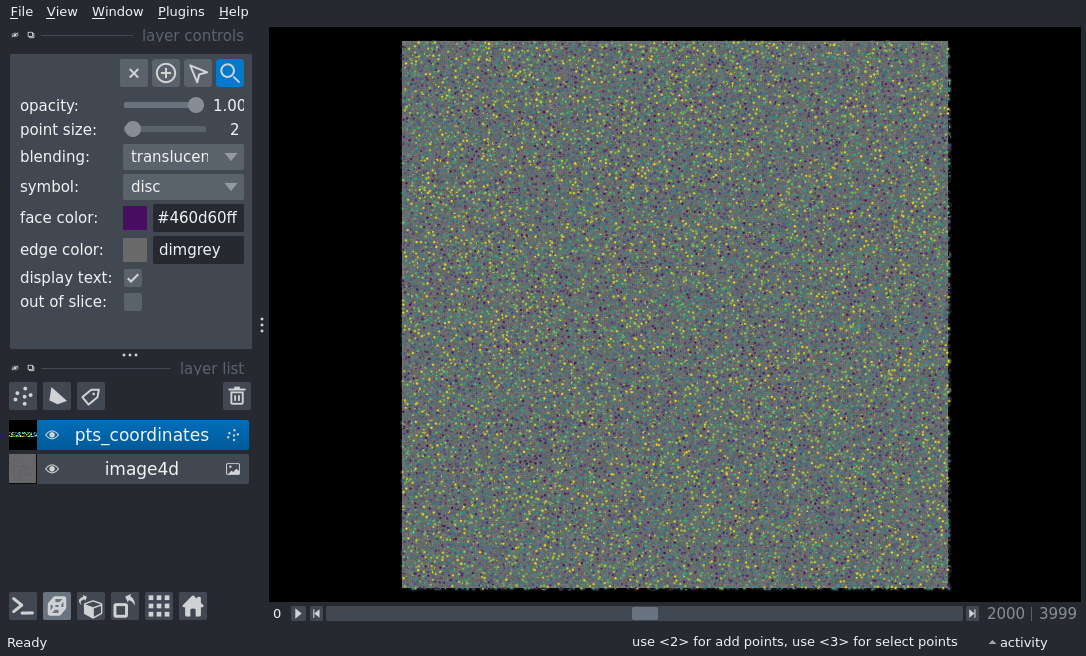 File View Window Plugins Help
layer controls
opacity: 1.00
point size: 2
blending: translucen
symbol: disc
face color: #460d60ff
edge color: dimgrey
display text:
out of slice:
layer list
pts_coordinates
image4d
0 2000 3999
Ready use <2> for add points, use <3> for select points activity